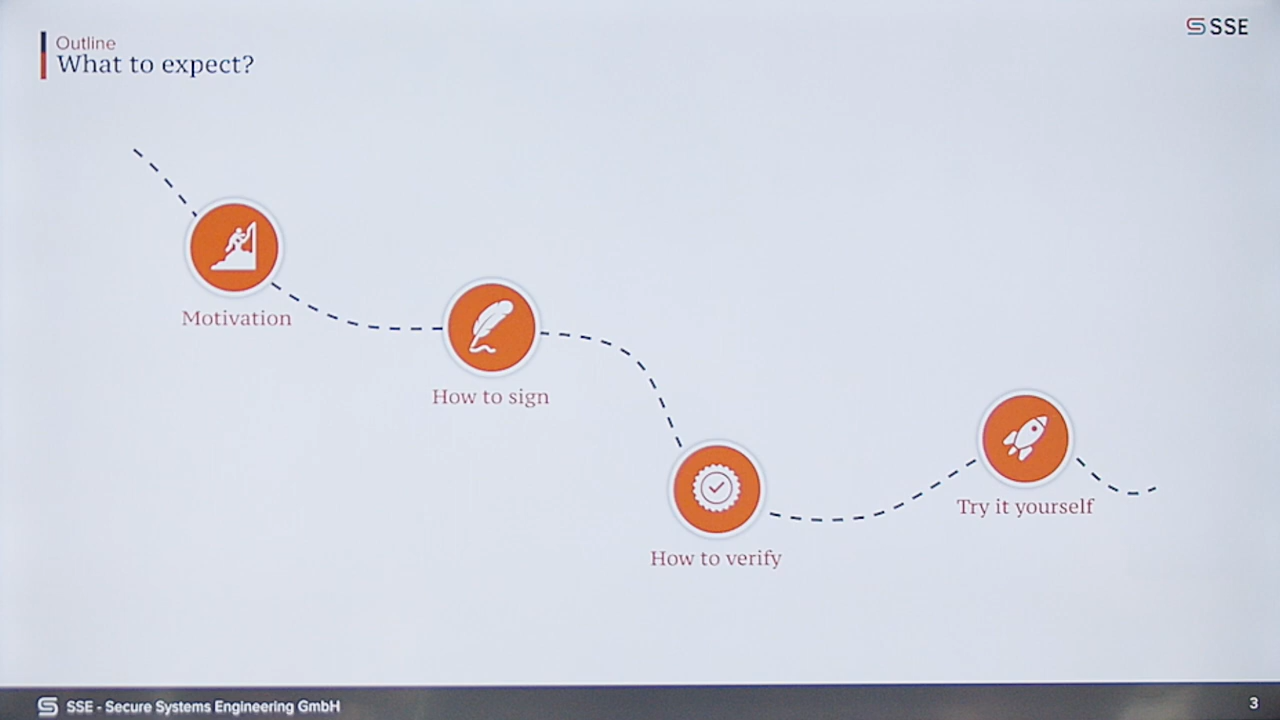 Outline
What to expect?
SSE
Motivation
How to sign
How to verify
Try it yourself
SSE - Secure Systems Engineering GmbH
3